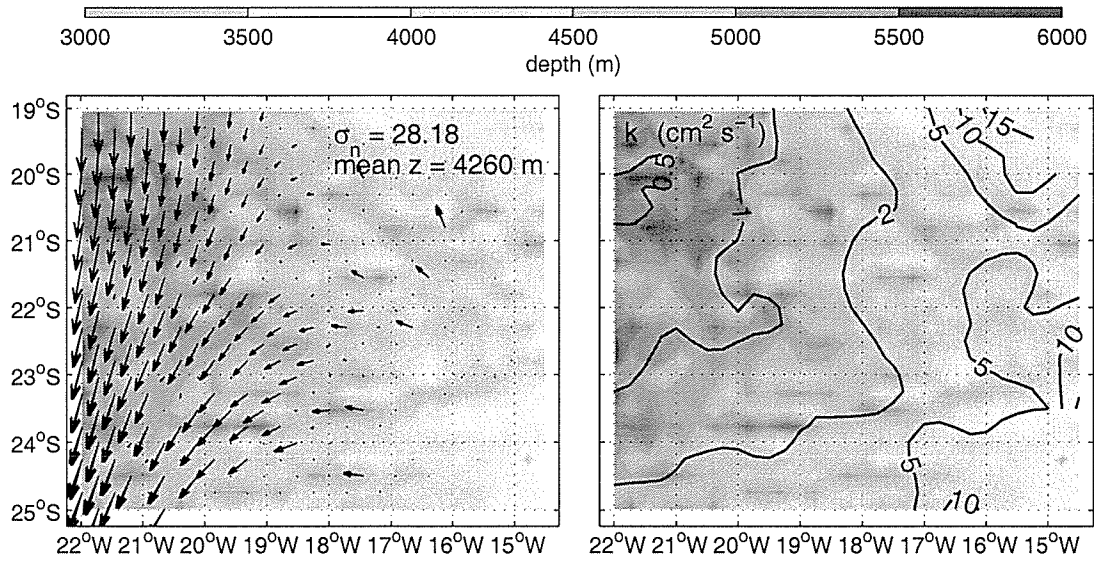 3000 3500 4000 4500 5000 5500 6000
depth (m)
σn = 28.18
mean z = 4260 m
19°S
20°S
21°S
22°S
23°S
24°S
25°S
22°W 21°W 20°W 19°W 18°W 17°W 16°W 15°W
k (cm² s⁻¹)
0.5
1
2
5
10
15
5
10
5
10
22°W 21°W 20°W 19°W 18°W 17°W 16°W 15°W